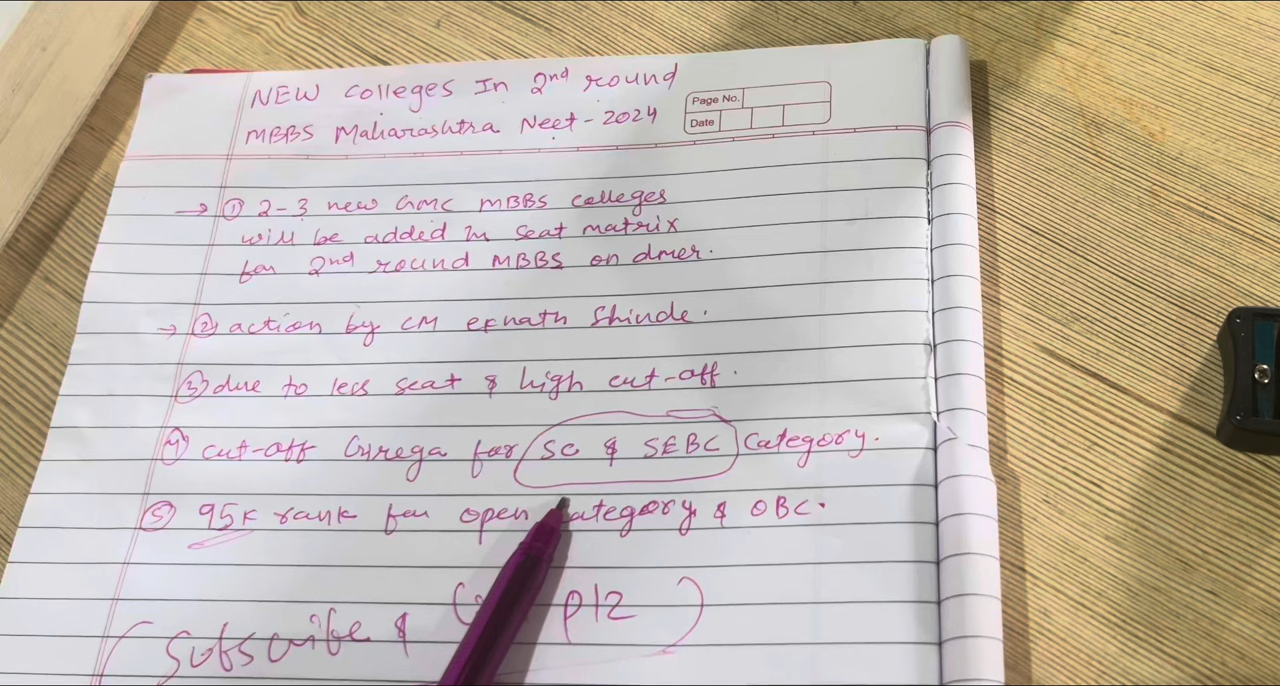 NEW Colleges In 2nd round
MBBS Maharashtra Neet-2024
Page No.
Date
→ ① 2-3 new GMC MBBS colleges
will be added in seat matrix
for 2nd round MBBS on dmer.
→ ② action by CM eknath Shinde.
③ due to less seat & high cut-off.
④ cut-off Girega for SC & SEBC Category.
⑤ 95K rank for open category & OBC.
(Subscribe & plz)